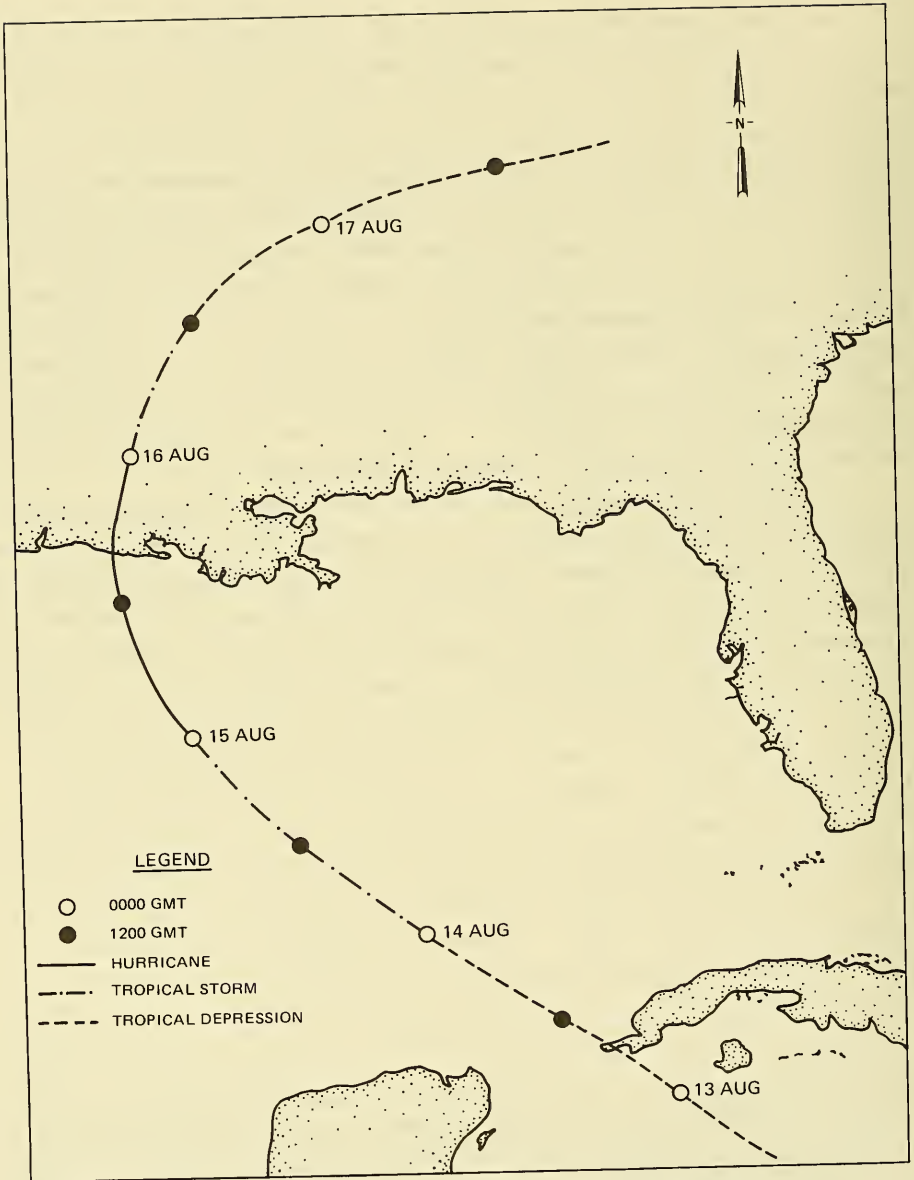 -N-
17 AUG
16 AUG
15 AUG
LEGEND
0000 GMT
1200 GMT
HURRICANE
TROPICAL STORM
TROPICAL DEPRESSION
14 AUG
13 AUG